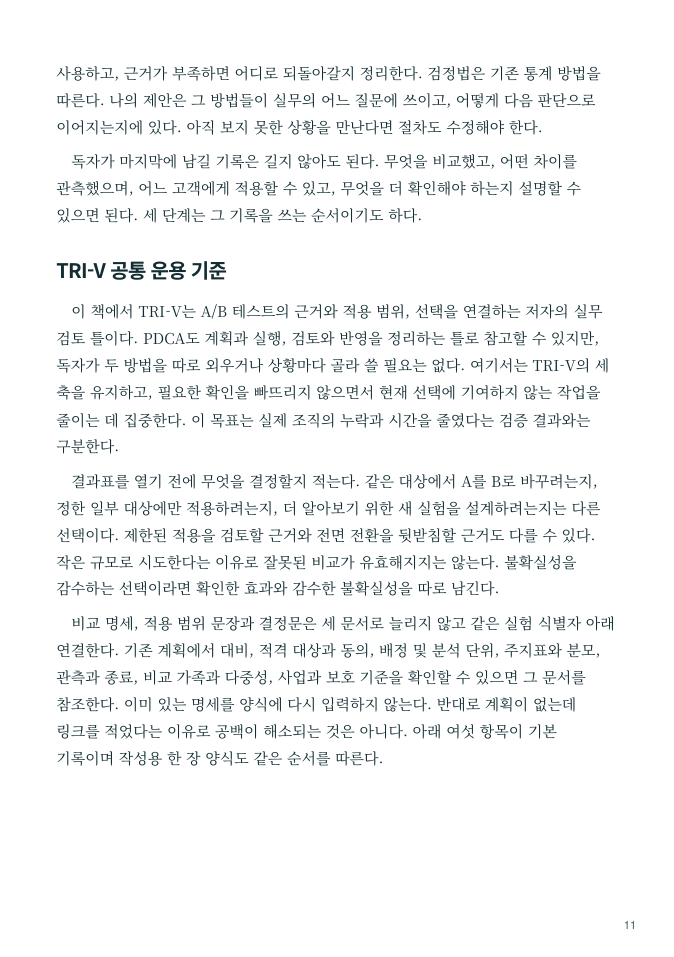 사용하고, 근거가 부족하면 어디로 되돌아갈지 정리한다. 검정법은 기존 통계 방법을
따른다. 나의 제안은 그 방법들이 실무의 어느 질문에 쓰이고, 어떻게 다음 판단으로
이어지는지에 있다. 아직 보지 못한 상황을 만난다면 절차도 수정해야 한다.
독자가 마지막에 남길 기록은 길지 않아도 된다. 무엇을 비교했고, 어떤 차이를
관측했으며, 어느 고객에게 적용할 수 있고, 무엇을 더 확인해야 하는지 설명할 수
있으면 된다. 세 단계는 그 기록을 쓰는 순서이기도 하다.
TRI-V 공통 운용 기준
이 책에서 TRI-V는 A/B 테스트의 근거와 적용 범위, 선택을 연결하는 저자의 실무
검토 틀이다. PDCA도 계획과 실행, 검토와 반영을 정리하는 틀로 참고할 수 있지만,
독자가 두 방법을 따로 외우거나 상황마다 골라 쓸 필요는 없다. 여기서는 TRI-V의 세
축을 유지하고, 필요한 확인을 빠뜨리지 않으면서 현재 선택에 기여하지 않는 작업을
줄이는 데 집중한다. 이 목표는 실제 조직의 누락과 시간을 줄였다는 검증 결과와는
구분한다.
결과표를 열기 전에 무엇을 결정할지 적는다. 같은 대상에서 A를 B로 바꾸려는지,
정한 일부 대상에만 적용하려는지, 더 알아보기 위한 새 실험을 설계하려는지는 다른
선택이다. 제한된 적용을 검토할 근거와 전면 전환을 뒷받침할 근거도 다를 수 있다.
작은 규모로 시도한다는 이유로 잘못된 비교가 유효해지지는 않는다. 불확실성을
감수하는 선택이라면 확인한 효과와 감수한 불확실성을 따로 남긴다.
비교 명세, 적용 범위 문장과 결정문은 세 문서로 늘리지 않고 같은 실험 식별자 아래
연결한다. 기존 계획에서 대비, 적격 대상과 동의, 배정 및 분석 단위, 주지표와 분모,
관측과 종료, 비교 가족과 다중성, 사업과 보호 기준을 확인할 수 있으면 그 문서를
참조한다. 이미 있는 명세를 양식에 다시 입력하지 않는다. 반대로 계획이 없는데
링크를 적었다는 이유로 공백이 해소되는 것은 아니다. 아래 여섯 항목이 기본
기록이며 작성용 한 장 양식도 같은 순서를 따른다.
11